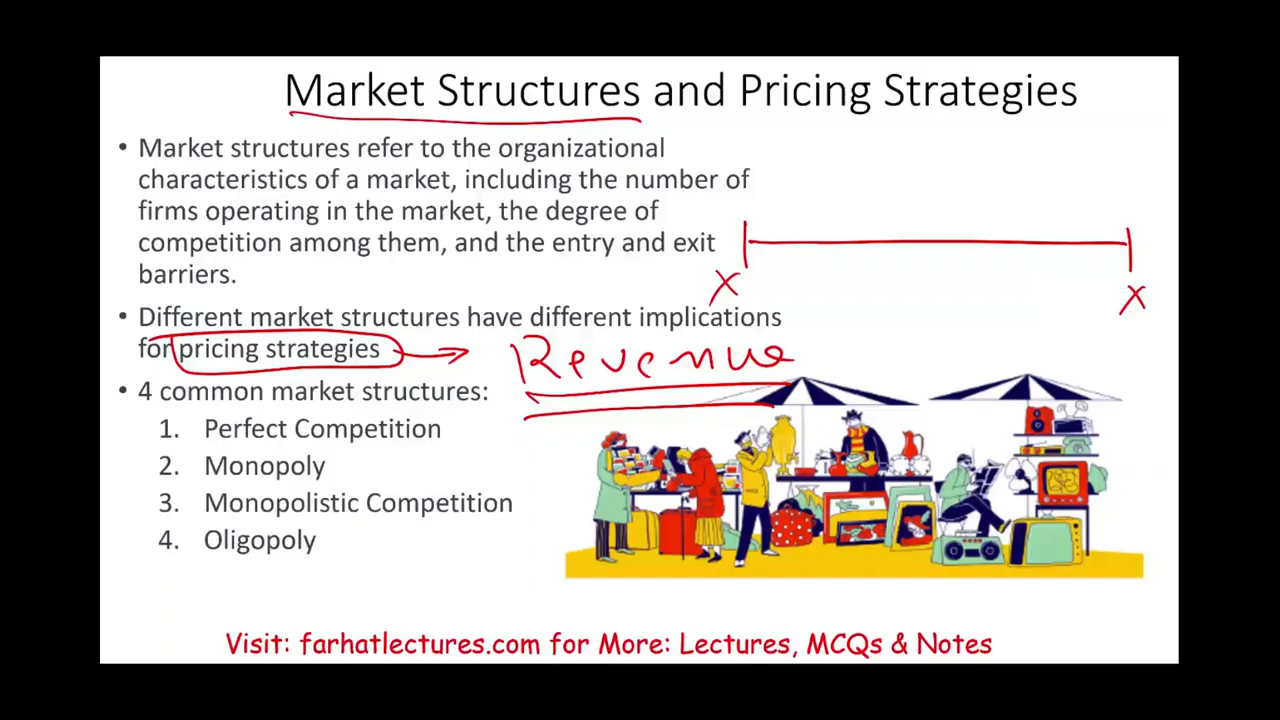 Market Structures and Pricing Strategies
• Market structures refer to the organizational
characteristics of a market, including the number of
firms operating in the market, the degree of
competition among them, and the entry and exit
barriers.
X
X
• Different market structures have different implications
for pricing strategies
Revenue
• 4 common market structures:
1. Perfect Competition
2. Monopoly
3. Monopolistic Competition
4. Oligopoly
Visit: farhatlectures.com for More: Lectures, MCQs & Notes